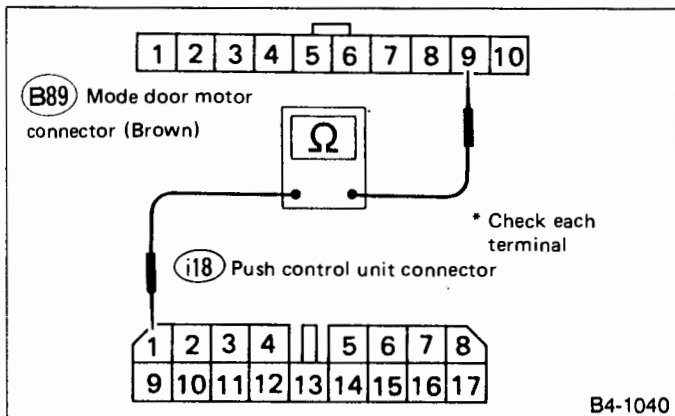 1 2 3 4 5 6 7 8 9 10
B89 Mode door motor
connector (Brown)
Ω
* Check each
terminal
i18 Push control unit connector
1 2 3 4 5 6 7 8
9 10 11 12 13 14 15 16 17
B4-1040